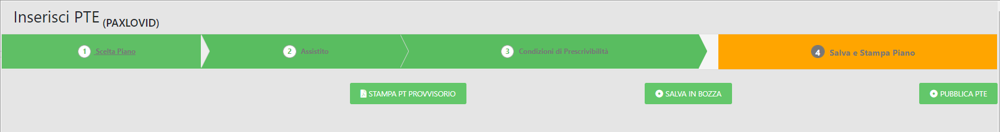 Inserisci PTE (PAXLOVID)
1 Scelta Piano 2 Assistito 3 Condizioni di Prescrivibilità 4 Salva e Stampa Piano
STAMPA PT PROVVISORIO SALVA IN BOZZA PUBBLICA PTE